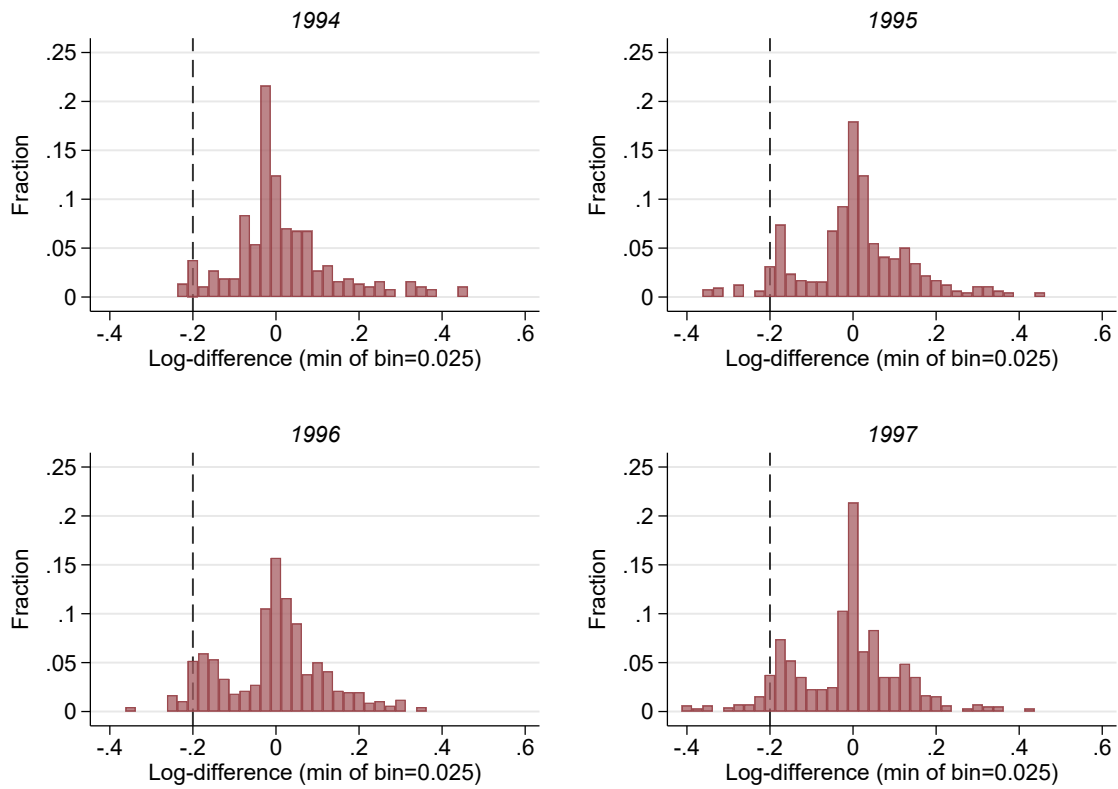 1994
Fraction
.25
.2
.15
.1
.05
0
-.4 -.2 0 .2 .4 .6
Log-difference (min of bin=0.025)
1995
Fraction
.25
.2
.15
.1
.05
0
-.4 -.2 0 .2 .4 .6
Log-difference (min of bin=0.025)
1996
Fraction
.25
.2
.15
.1
.05
0
-.4 -.2 0 .2 .4 .6
Log-difference (min of bin=0.025)
1997
Fraction
.25
.2
.15
.1
.05
0
-.4 -.2 0 .2 .4 .6
Log-difference (min of bin=0.025)